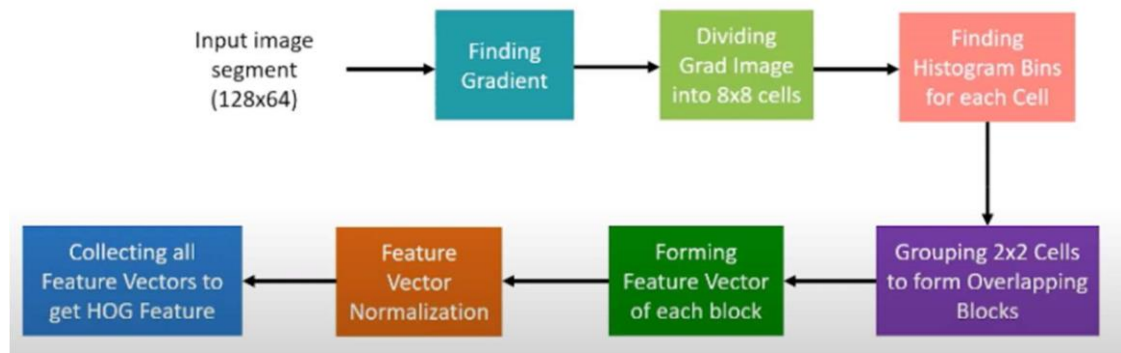 Input image
segment
(128x64)
Finding
Gradient
Dividing
Grad Image
into 8x8 cells
Finding
Histogram Bins
for each Cell
Grouping 2x2 Cells
to form Overlapping
Blocks
Forming
Feature Vector
of each block
Feature
Vector
Normalization
Collecting all
Feature Vectors to
get HOG Feature